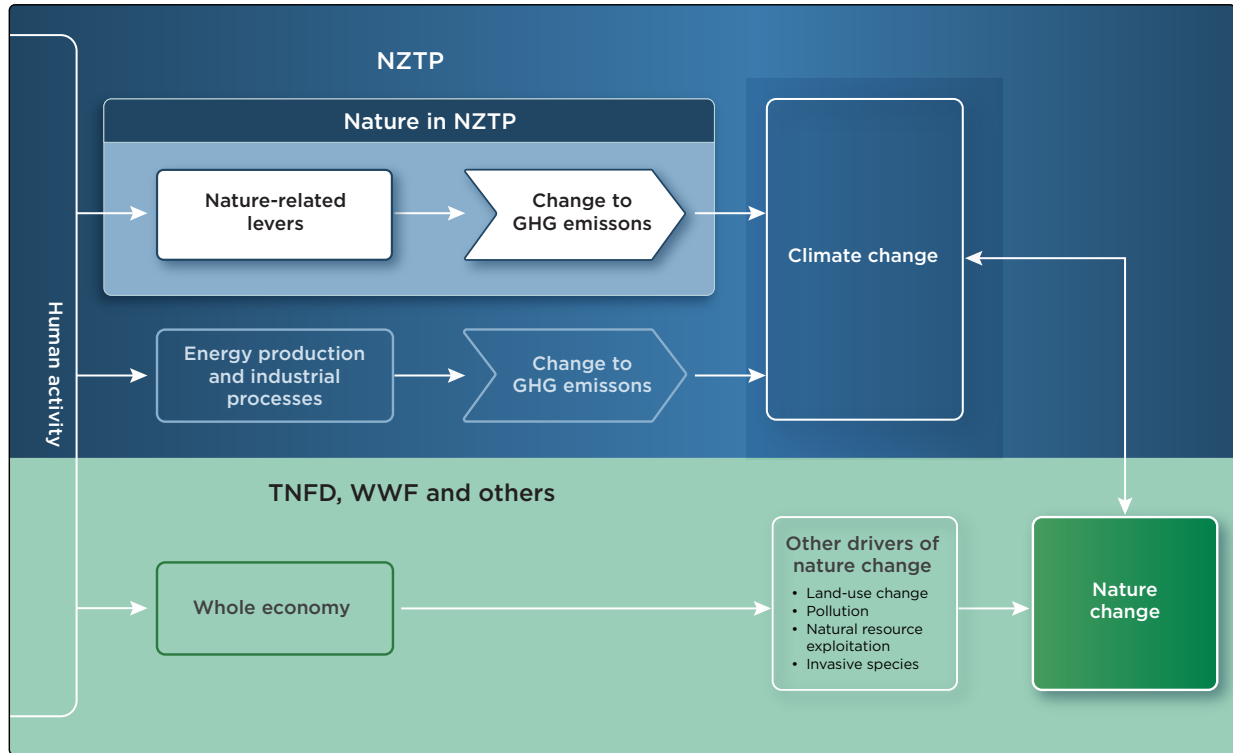 NZTP
Nature in NZTP
Nature-related
levers
Change to
GHG emissons
Climate change
Human activity
Energy production
and industrial
processes
Change to
GHG emissons
TNFD, WWF and others
Whole economy
Other drivers of
nature change
• Land-use change
• Pollution
• Natural resource
exploitation
• Invasive species
Nature
change